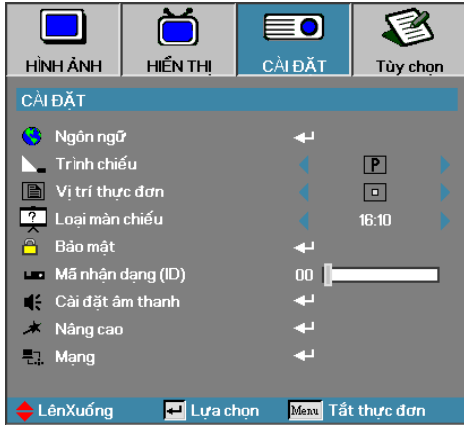 HÌNH ẢNH HIỂN THỊ CÀI ĐẶT Tùy chọn
CÀI ĐẶT
Ngôn ngữ
Trình chiếu P
Vị trí thực đơn
? Loại màn chiếu 16:10
Bảo mật
Mã nhận dạng (ID) 00
Cài đặt âm thanh
Nâng cao
Mạng
LênXuống Lựa chọn Menu Tắt thực đơn